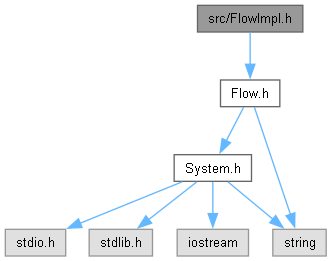 src/FlowImpl.h
Flow.h
System.h
stdio.h
stdlib.h
iostream
string